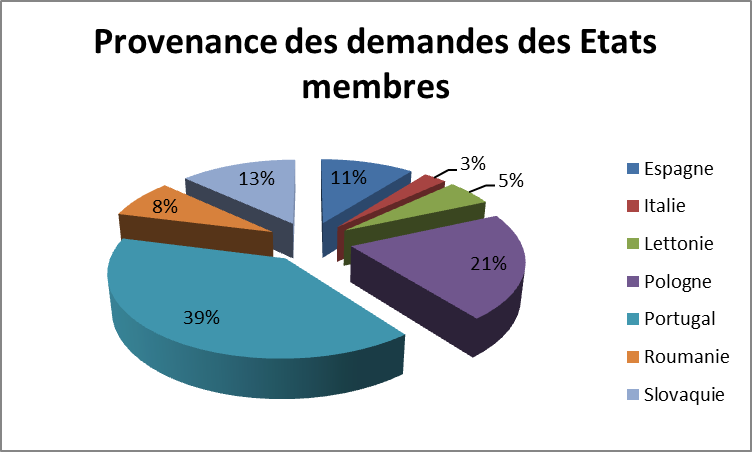 Provenance des demandes des Etats
membres
3%
13%
11%
5%
8%
21%
39%
Espagne
Italie
Lettonie
Pologne
Portugal
Roumanie
Slovaquie